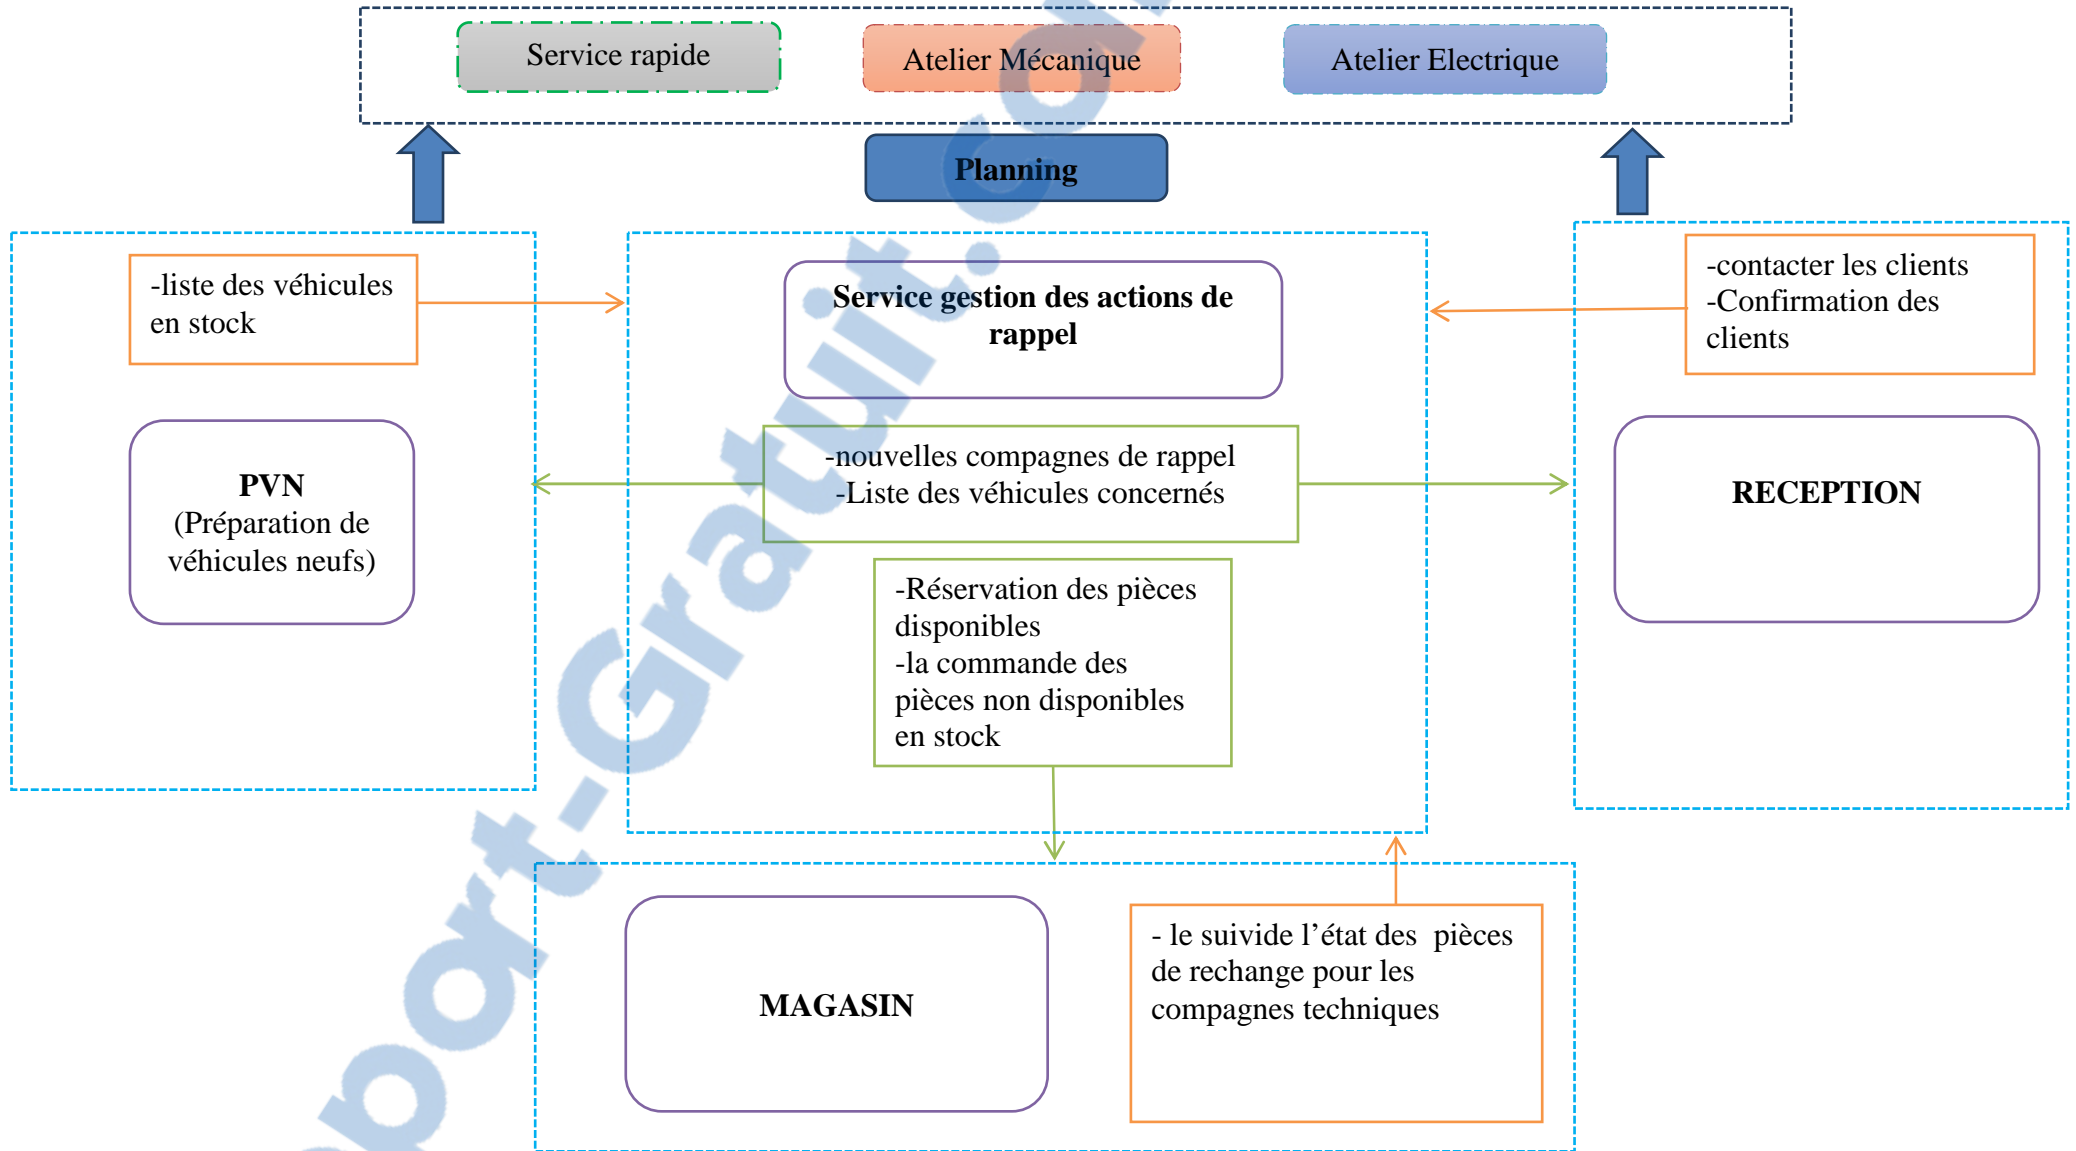 Service rapide
Atelier Mécanique
Atelier Electrique
Planning
-liste des véhicules
en stock
Service gestion des actions de
rappel
-contacter les clients
-Confirmation des
clients
PVN
(Préparation de
véhicules neufs)
-nouvelles compagnes de rappel
-Liste des véhicules concernés
RECEPTION
-Réservation des pièces
disponibles
-la commande des
pièces non disponibles
en stock
MAGASIN
- le suivide l’état des  pièces
de rechange pour les
compagnes techniques
port-Gratuit.com